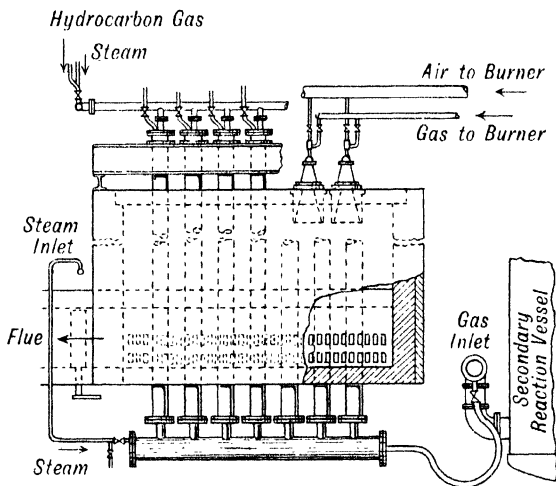 Hydrocarbon Gas
Steam
Air to Burner
Gas to Burner
Steam
Inlet
Flue
Gas
Inlet
Secondary
Reaction Vessel
Steam